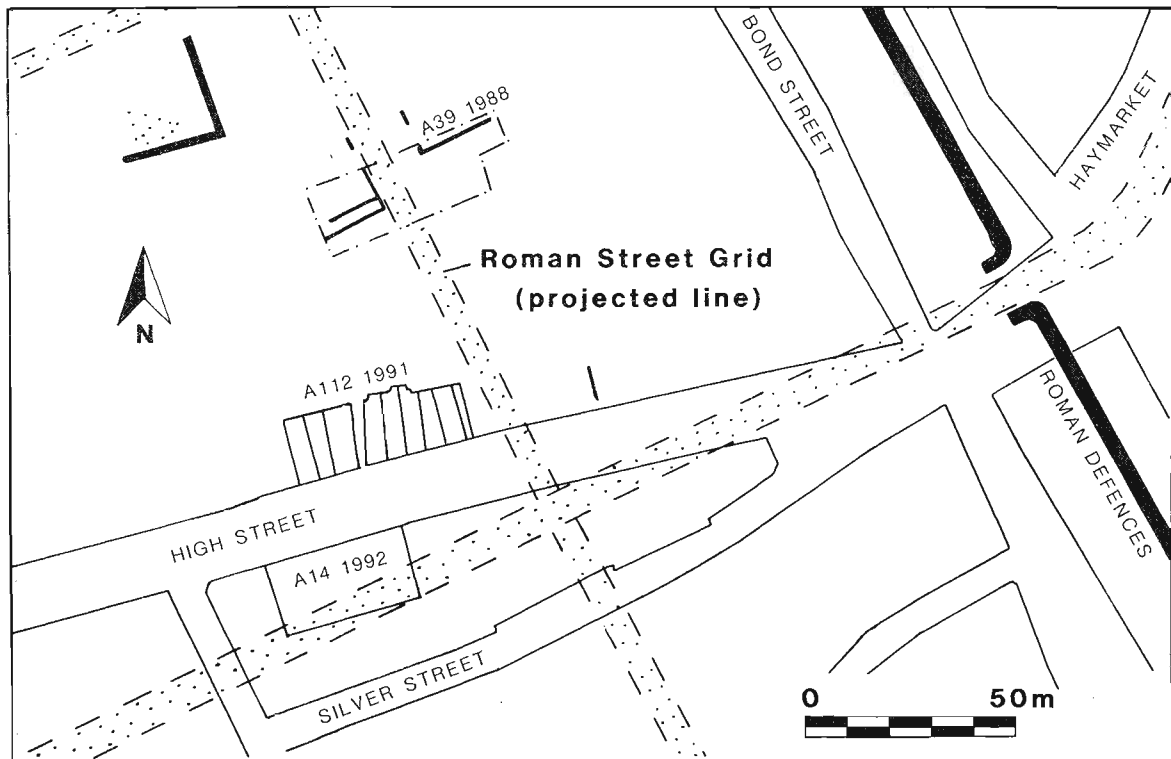 BOND STREET
HAYMARKET
A39 1988
Roman Street Grid
(projected line)
N
A112 1991
ROMAN DEFENCES
HIGH STREET
A14 1992
SILVER STREET
0 50m